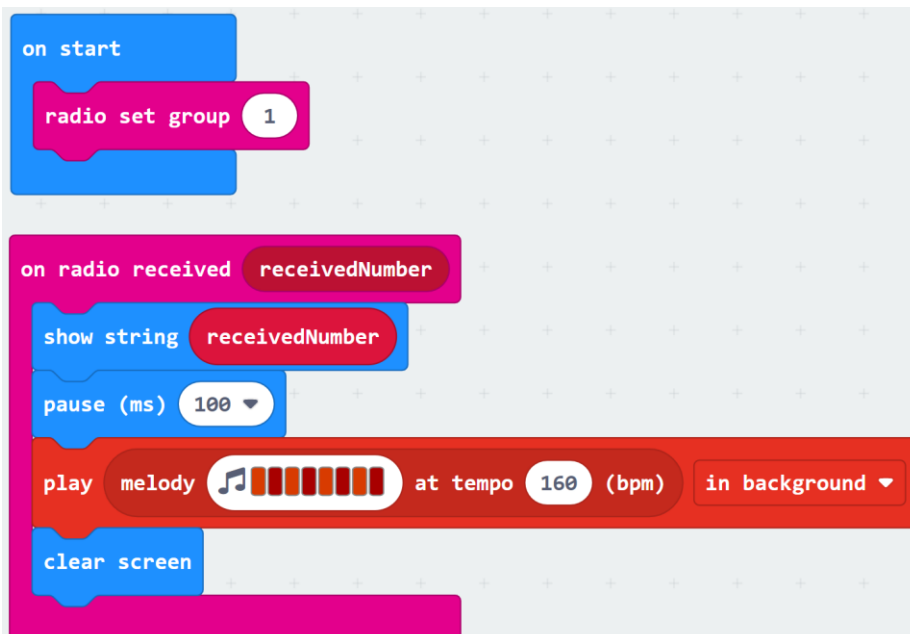 on start
radio set group 1
on radio received receivedNumber
show string receivedNumber
pause (ms) 100
play melody at tempo 160 (bpm) in background
clear screen